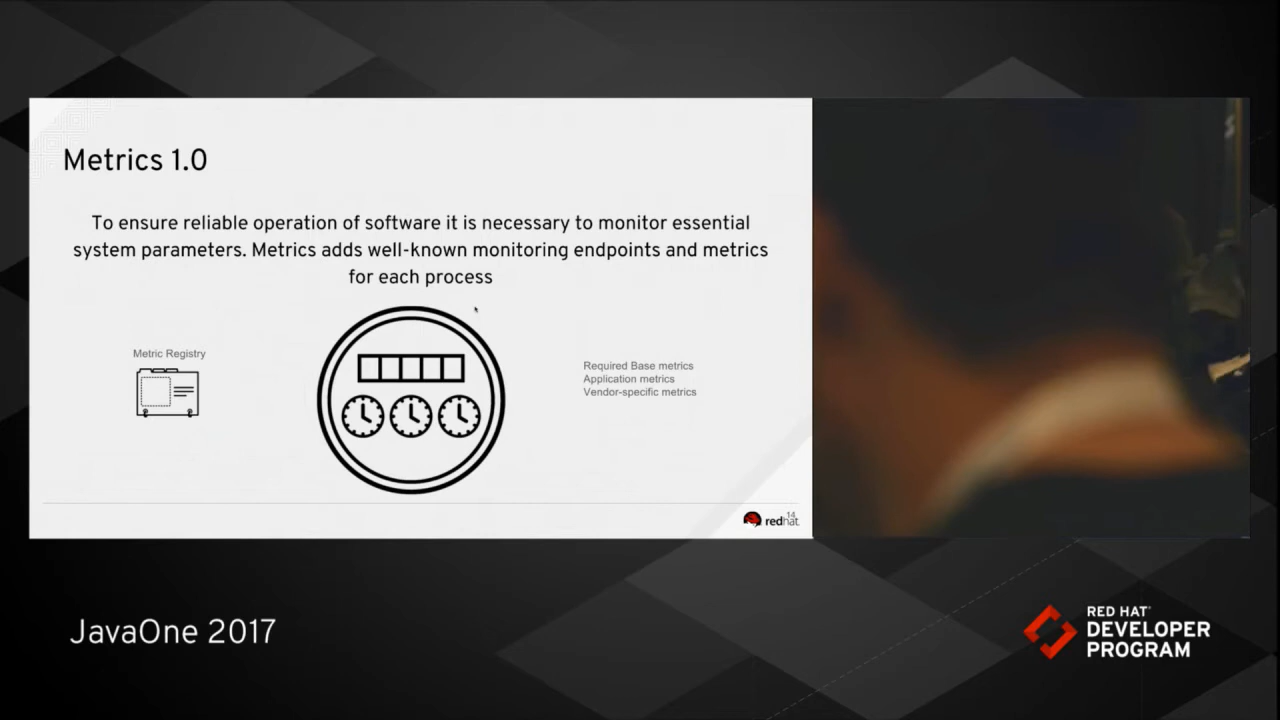 Metrics 1.0
To ensure reliable operation of software it is necessary to monitor essential
system parameters. Metrics adds well-known monitoring endpoints and metrics
for each process
Metric Registry
Required Base metrics
Application metrics
Vendor-specific metrics
14
redhat.
JavaOne 2017
RED HAT®
DEVELOPER
PROGRAM